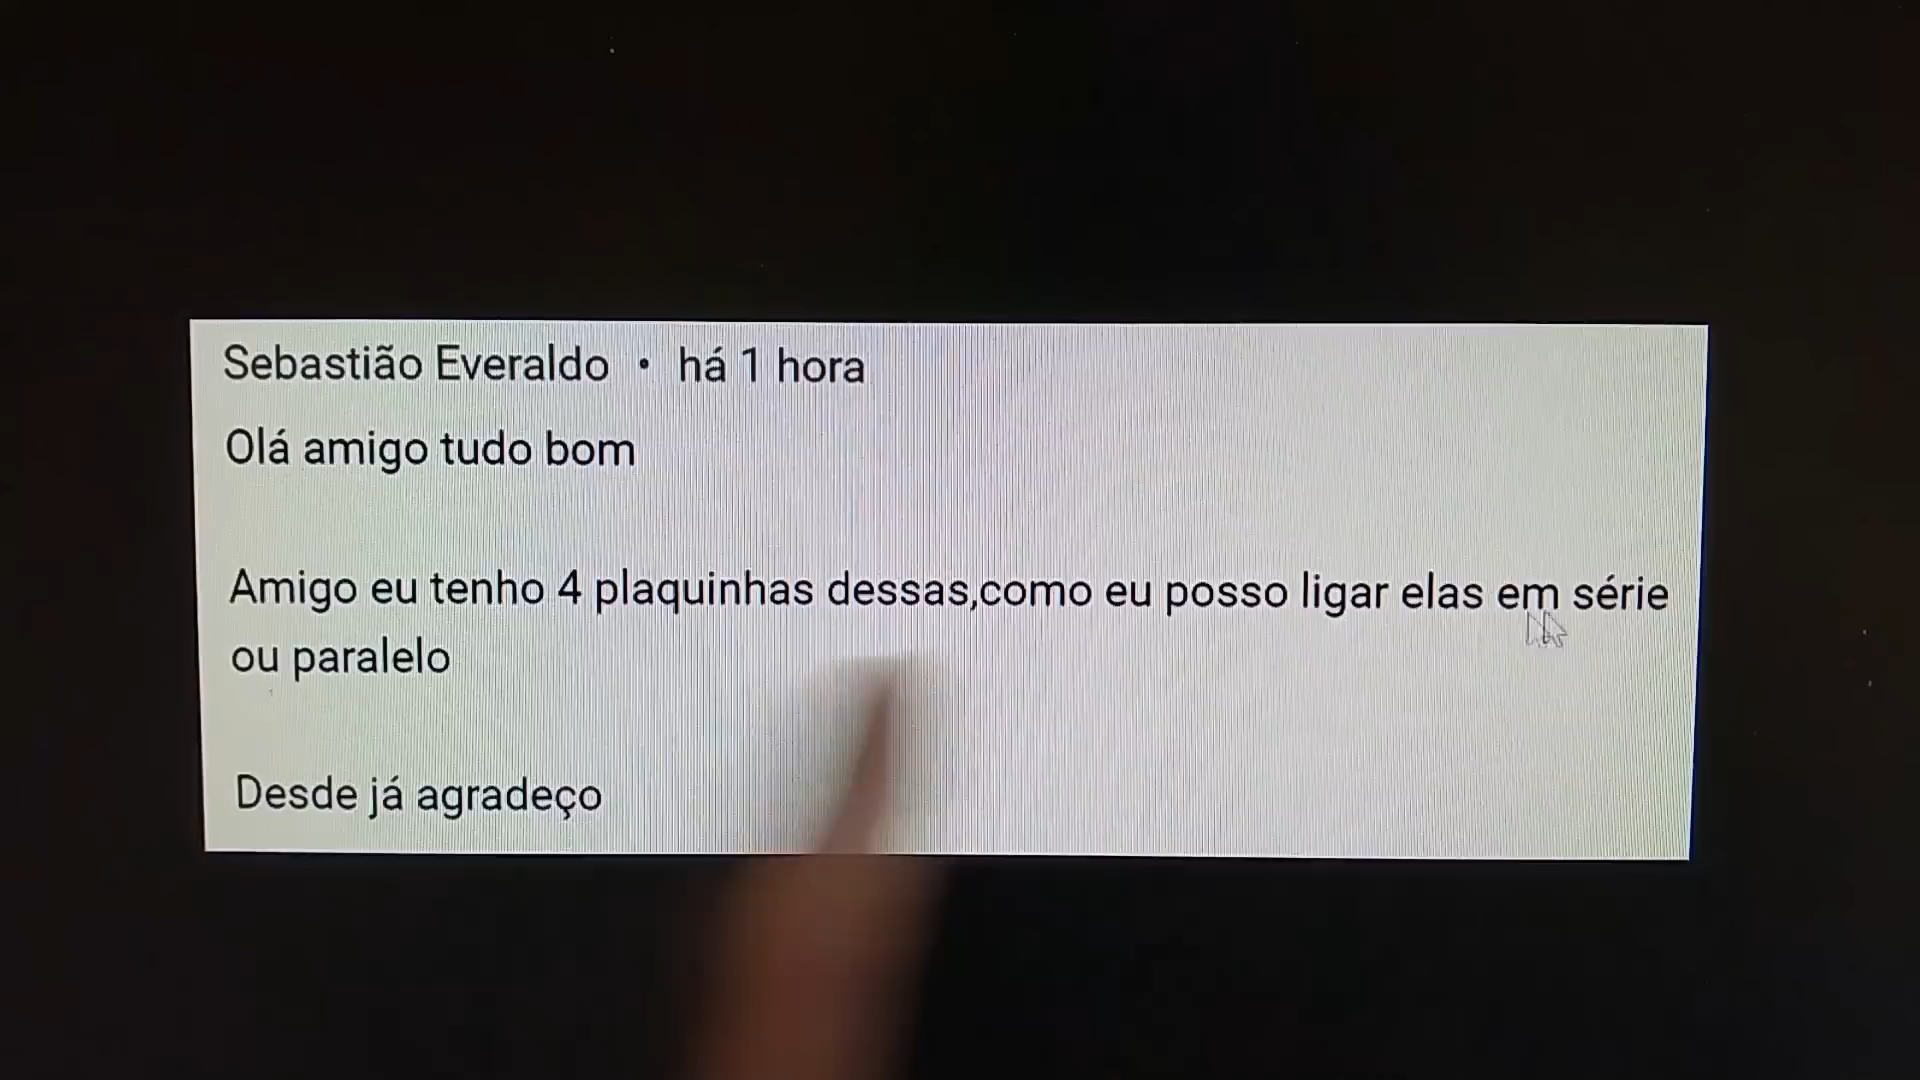 Sebastião Everaldo • há 1 hora
Olá amigo tudo bom
Amigo eu tenho 4 plaquinhas dessas,como eu posso ligar elas em série
ou paralelo
Desde já agradeço